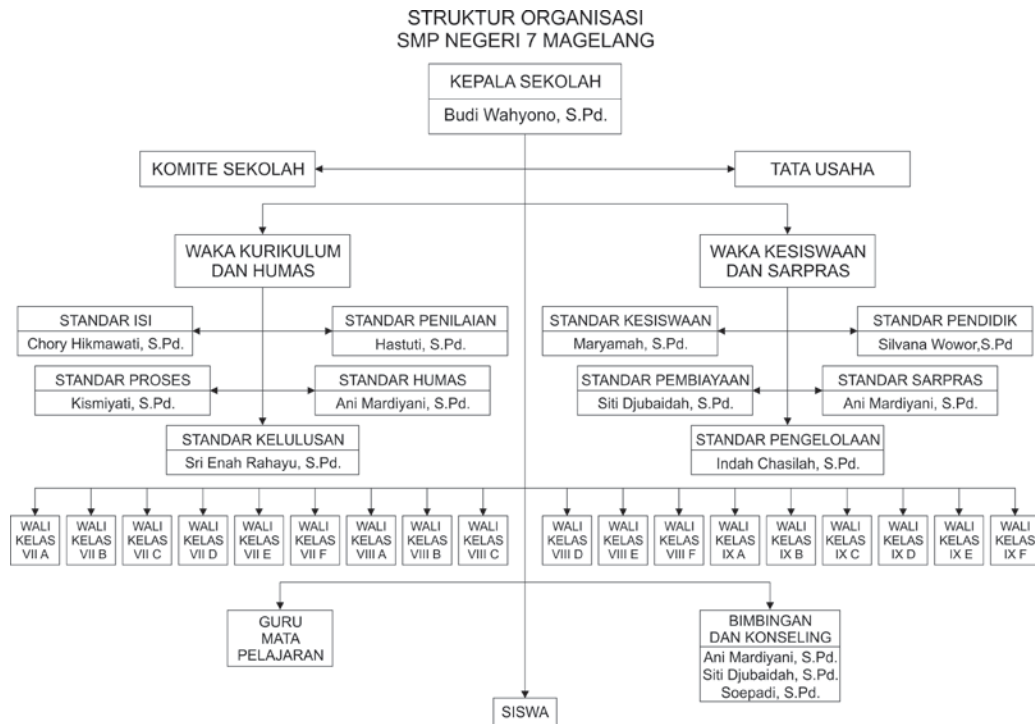 STRUKTUR ORGANISASI
SMP NEGERI 7 MAGELANG
KEPALA SEKOLAH
Budi Wahyono, S.Pd.
KOMITE SEKOLAH
TATA USAHA
WAKA KURIKULUM
DAN HUMAS
WAKA KESISWAAN
DAN SARPRAS
STANDAR ISI
Chory Hikmawati, S.Pd.
STANDAR PENILAIAN
Hastuti, S.Pd.
STANDAR KESISWAAN
Maryamah, S.Pd.
STANDAR PENDIDIK
Silvana Wowor,S.Pd
STANDAR PROSES
Kismiyati, S.Pd.
STANDAR HUMAS
Ani Mardiyani, S.Pd.
STANDAR PEMBIAYAAN
Siti Djubaidah, S.Pd.
STANDAR SARPRAS
Ani Mardiyani, S.Pd.
STANDAR KELULUSAN
Sri Enah Rahayu, S.Pd.
STANDAR PENGELOLAAN
Indah Chasilah, S.Pd.
WALI
KELAS
VII A
WALI
KELAS
VII B
WALI
KELAS
VII C
WALI
KELAS
VII D
WALI
KELAS
VII E
WALI
KELAS
VII F
WALI
KELAS
VIII A
WALI
KELAS
VIII B
WALI
KELAS
VIII C
WALI
KELAS
VIII D
WALI
KELAS
VIII E
WALI
KELAS
VIII F
WALI
KELAS
IX A
WALI
KELAS
IX B
WALI
KELAS
IX C
WALI
KELAS
IX D
WALI
KELAS
IX E
WALI
KELAS
IX F
GURU
MATA
PELAJARAN
BIMBINGAN
DAN KONSELING
Ani Mardiyani, S.Pd.
Siti Djubaidah, S.Pd.
Soepadi, S.Pd.
SISWA